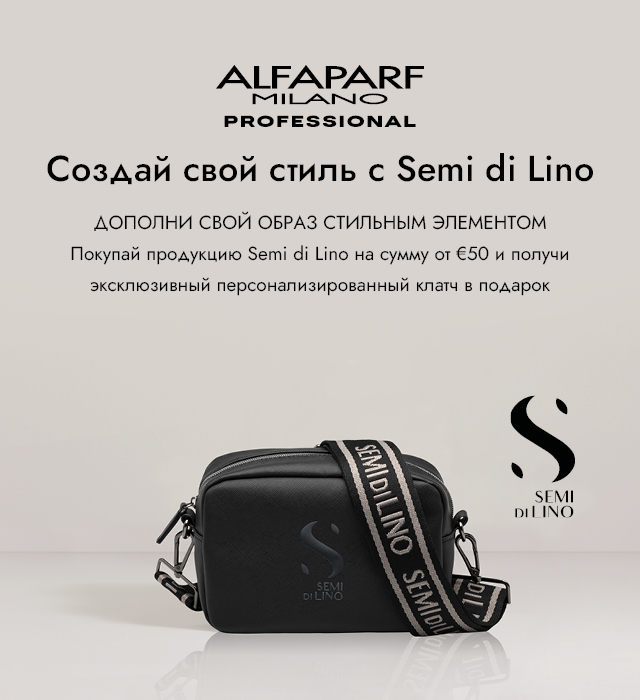 ALFAPARF
MILANO
PROFESSIONAL
Создай свой стиль с Semi di Lino
ДОПОЛНИ СВОЙ ОБРАЗ СТИЛЬНЫМ ЭЛЕМЕНТОМ
Покупай продукцию Semi di Lino на сумму от €50 и получи
эксклюзивный персонализированный клатч в подарок
S
SEMI
DI LINO
SEMI DI LINO
SEMI DI
DI LINO
S
SEMI
DI LINO